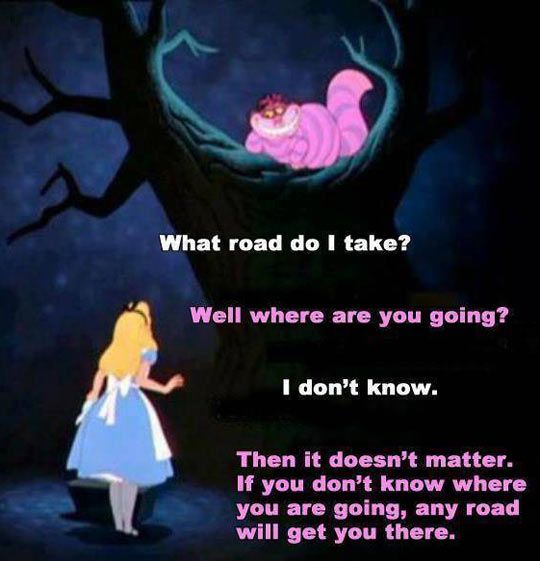 What road do I take?
Well where are you going?
I don't know.
Then it doesn't matter.
If you don't know where
you are going, any road
will get you there.